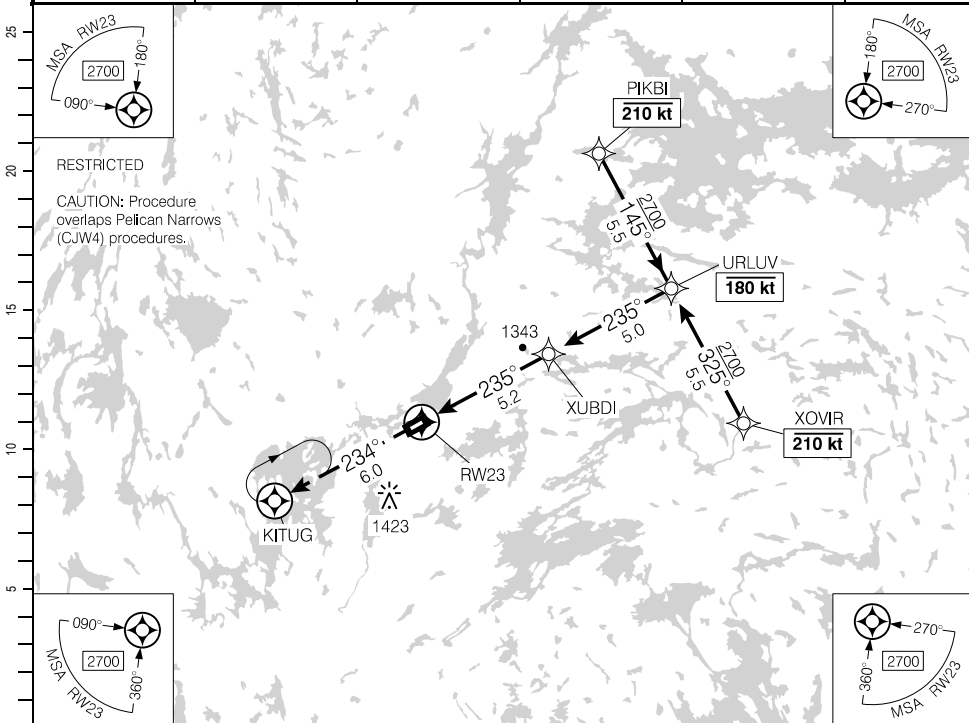 25
20
15
10
5
MSA RW23
2700
180°
090°
MSA RW23
2700
180°
270°
RESTRICTED
CAUTION: Procedure
overlaps Pelican Narrows
(CJW4) procedures.
PIKBI
210 kt
2700
145°
5.5
URLUV
180 kt
235°
5.0
1343
XUBDI
2700
325°
5.5
XOVIR
210 kt
235°
5.2
RW23
234°
6.0
KITUG
1423
090°
2700
360°
MSA RW23
270°
2700
360°
MSA RW23